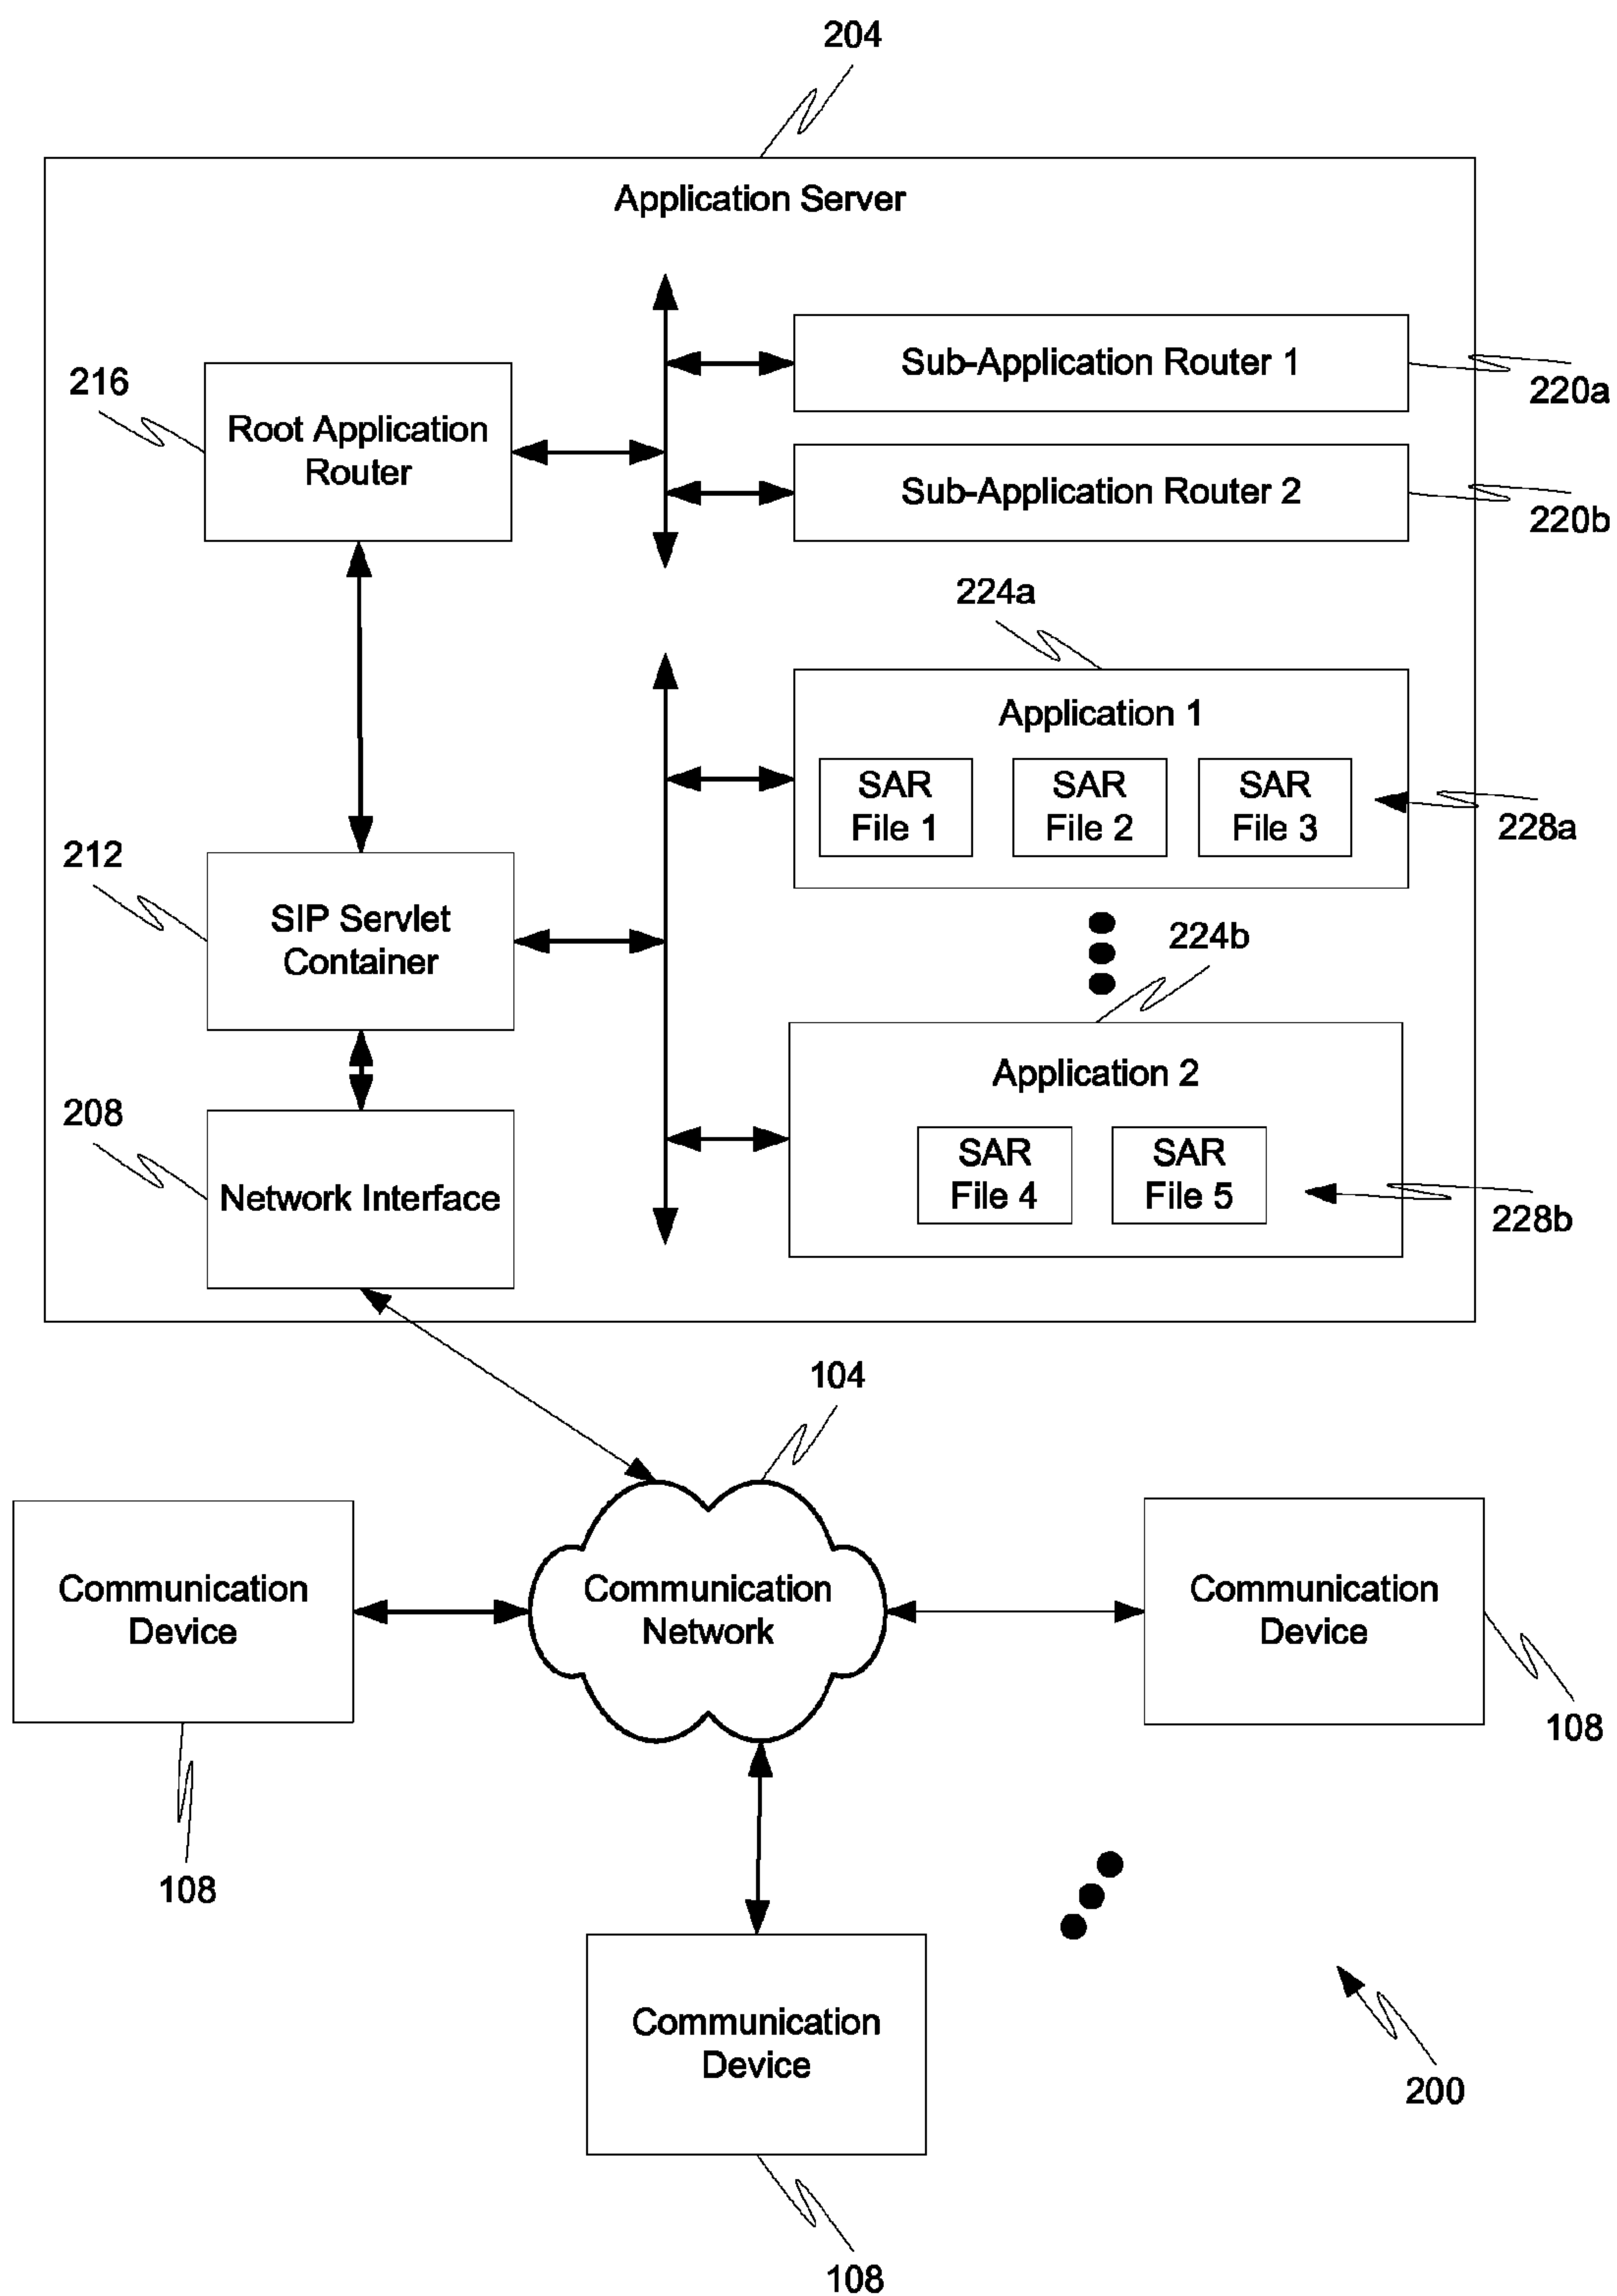 204
Application Server
Sub-Application Router 1
220a
216
Root Application
Router
Sub-Application Router 2
220b
224a
Application 1
SAR
File 1
SAR
File 2
SAR
File 3
228a
212
SIP Servlet
Container
224b
Application 2
208
Network Interface
SAR
File 4
SAR
File 5
228b
104
Communication
Device
Communication
Network
Communication
Device
108
108
Communication
Device
200
108